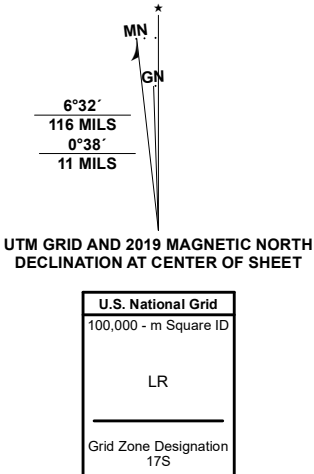 ★
MN
GN
6°32´
116 MILS
0°38´
11 MILS
UTM GRID AND 2019 MAGNETIC NORTH
DECLINATION AT CENTER OF SHEET
U.S. National Grid
100,000 - m Square ID
LR
Grid Zone Designation
17S